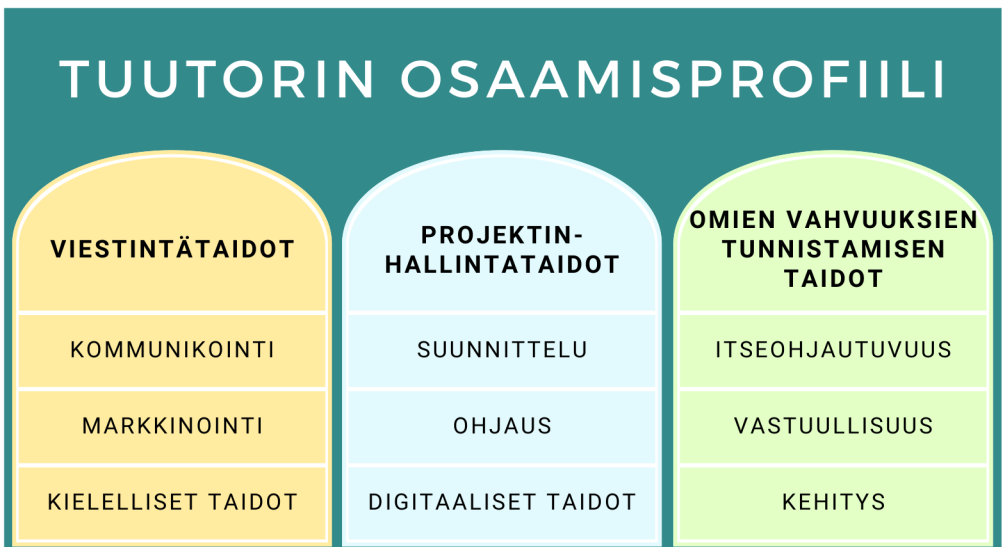 TUUTORIN OSAAMISPROFIILI
VIESTINTÄTAIDOT
KOMMUNIKOINTI
MARKKINOINTI
KIELELLISET TAIDOT
PROJEKTIN-
HALLINTATAIDOT
SUUNNITTELU
OHJAUS
DIGITAALISET TAIDOT
OMIEN VAHVUUKSIEN
TUNNISTAMISEN
TAIDOT
ITSEOHJAUTUVUUS
VASTUULLISUUS
KEHITYS